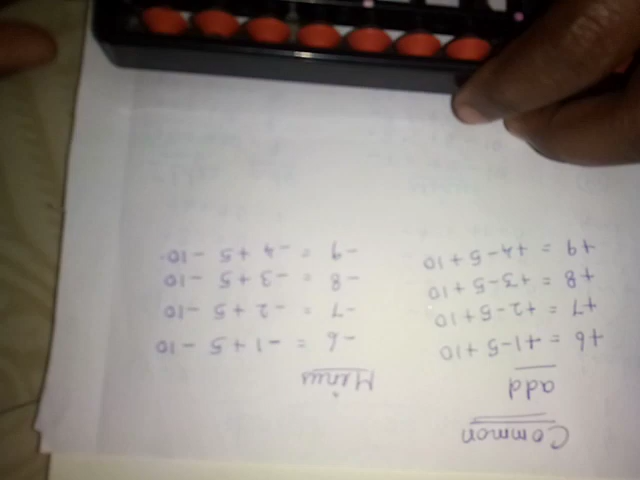 Common
add
+6 = +1-5+10
+7 = +2-5+10
+8 = +3-5+10
+9 = +4-5+10
Minus
-6 = -1+5 -10
-7 = -2+5 -10
-8 = -3+5 -10
-9 = -4+5 -10